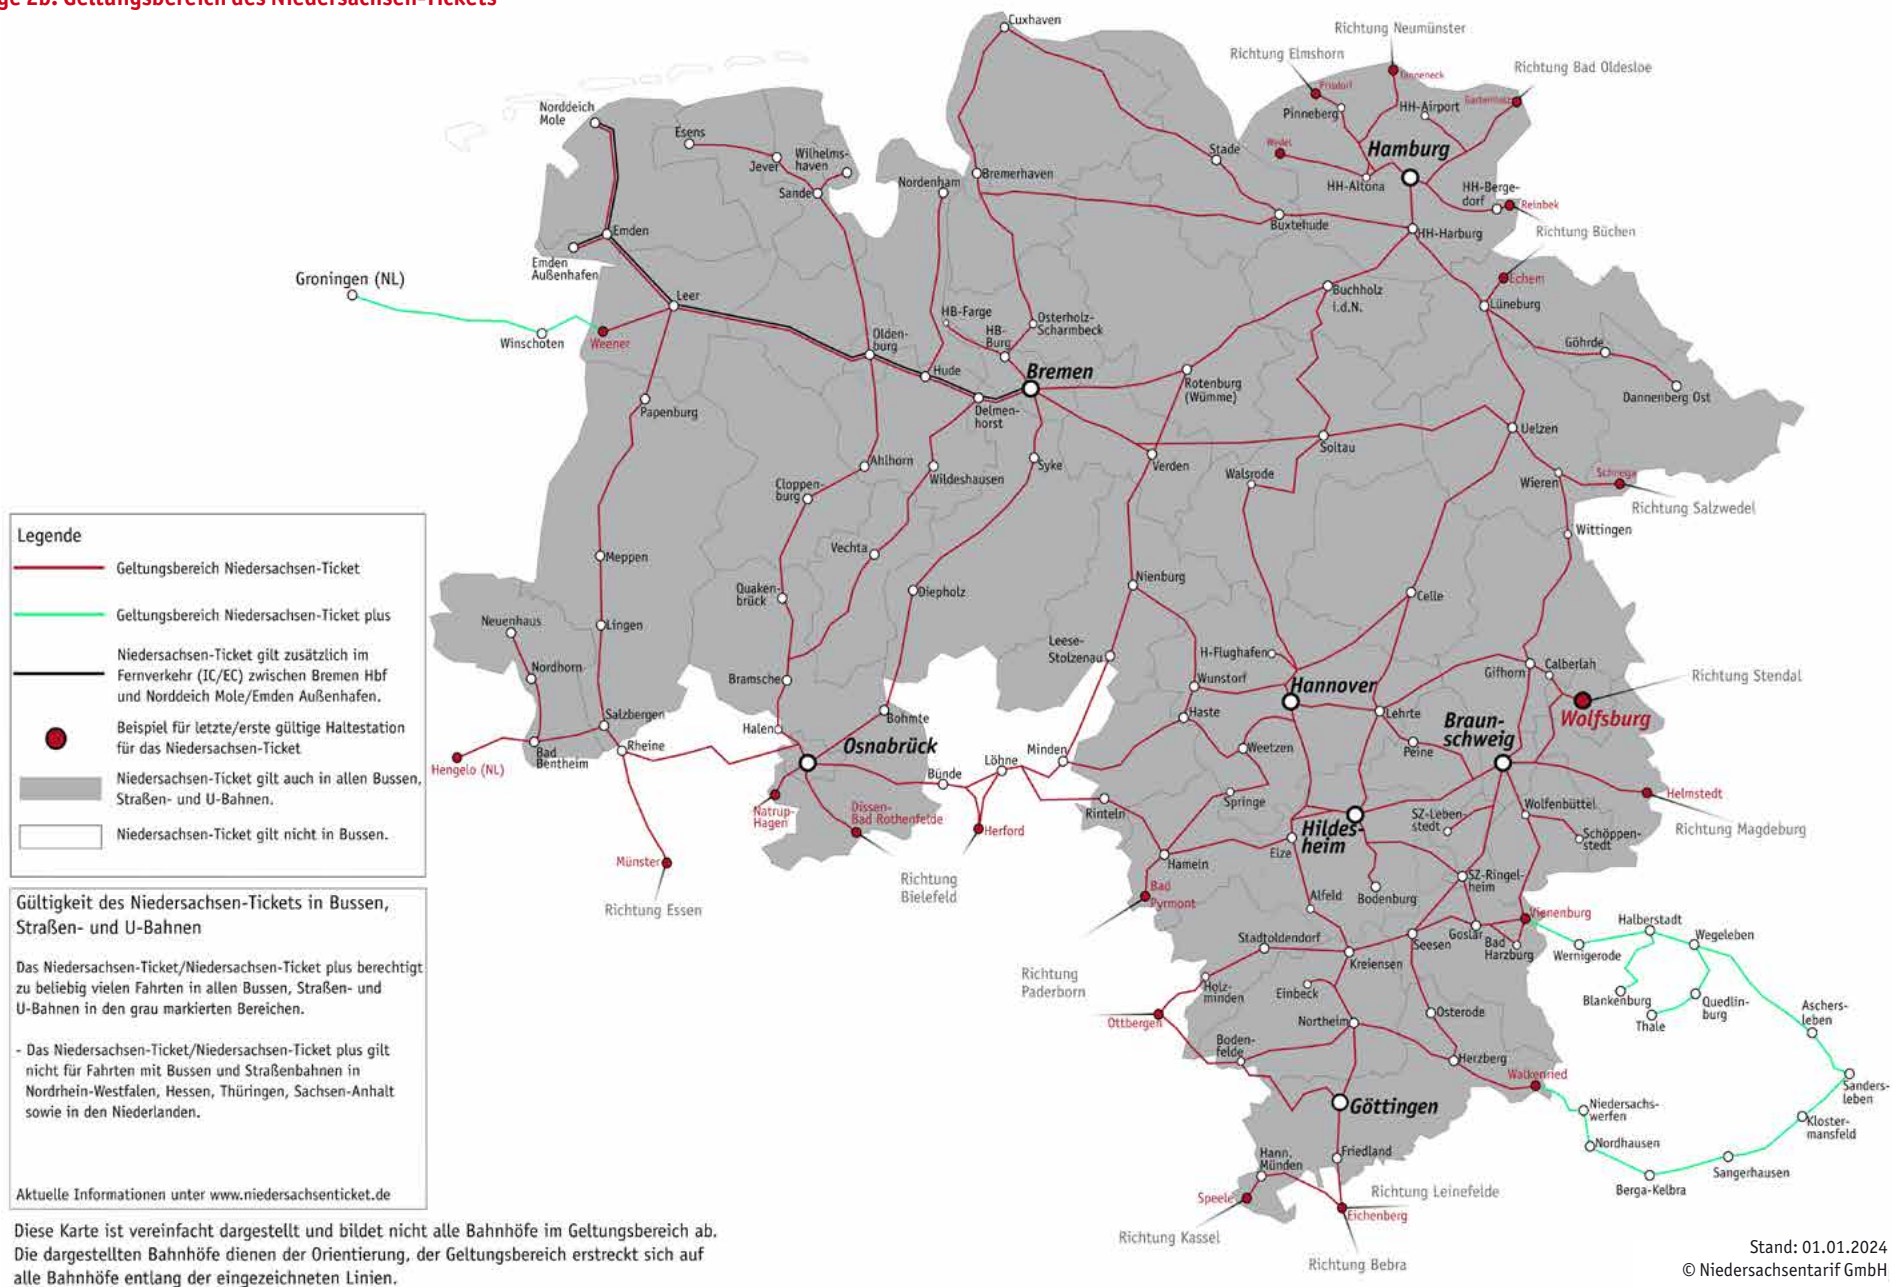 ge 2b: Geltungsbereich des Niedersachsen-Tickets
Cuxhaven
Richtung Neumünster
Richtung Elmshorn
Richtung Bad Oldesloe
Tanneck
Prisdorf
Pinneberg
HH-Airport
Wedel
Hamburg
HH-Altona
HH-Berge-
dorf
Reinbek
Richtung Büchen
HH-Harburg
Echem
Lüneburg
Norddeich
Mole
Esens
Jever
Wilhelms-
haven
Sande
Nordenham
Bremerhaven
Stade
Buxtehude
Emden
Emden
Außenhafen
Groningen (NL)
Winschoten
Weener
Leer
Papenburg
Olden-
burg
HB-Farge
HB-
Burg
Osterholz-
Scharmbeck
Hude
Bremen
Delmen-
horst
Buchholz
i.d.N.
Rotenburg
(Wümme)
Göhrde
Dannenberg Ost
Uelzen
Soltau
Verden
Syke
Ahlhorn
Wildeshausen
Cloppen-
burg
Walsrode
Wieren
Schnega
Richtung Salzwedel
Wittingen
Vechta
Meppen
Quaken-
brück
Diepholz
Nienburg
Celle
Lingen
Neuenhaus
Nordhorn
Leese-
Stolzenau
H-Flughafen
Wunstorf
Hannover
Gifhorn
Calberlah
Richtung Stendal
Wolfsburg
Bramsche
Salzbergen
Halen
Bohmte
Haste
Lehrte
Braun-
schweig
Peine
Weetzen
Rheine
Bad
Bentheim
Hengelo (NL)
Osnabrück
Bünde
Löhne
Minden
Natrup-
Hagen
Dissen-
Bad Rothenfelde
Herford
Rinteln
Springe
Hildes-
heim
SZ-Leben-
stedt
Wolfenbüttel
Schöppen-
stedt
Helmstedt
Richtung Magdeburg
Münster
Richtung Essen
Richtung
Bielefeld
Hameln
Elze
Bad
Pyrmont
Alfeld
Bodenburg
SZ-Ringel-
heim
Vienenburg
Goslar
Bad
Harzburg
Seesen
Stadtoldendorf
Kreiensen
Halberstadt
Wegeleben
Wernigerode
Blankenburg
Thale
Quedlin-
burg
Aschers-
leben
Richtung
Paderborn
Holz-
minden
Einbeck
Ottbergen
Northeim
Osterode
Boden-
felde
Herzberg
Walkenried
Sanders-
leben
Niedersachs-
werfen
Kloster-
mansfeld
Göttingen
Nordhausen
Sangerhausen
Berga-Kelbra
Friedland
Hann.
Münden
Speele
Richtung Kassel
Richtung Leinefelde
Eichenberg
Richtung Bebra
Legende
Geltungsbereich Niedersachsen-Ticket
Geltungsbereich Niedersachsen-Ticket plus
Niedersachsen-Ticket gilt zusätzlich im
Fernverkehr (IC/EC) zwischen Bremen Hbf
und Norddeich Mole/Emden Außenhafen.
Beispiel für letzte/erste gültige Haltestation
für das Niedersachsen-Ticket
Niedersachsen-Ticket gilt auch in allen Bussen,
Straßen- und U-Bahnen.
Niedersachsen-Ticket gilt nicht in Bussen.
Gültigkeit des Niedersachsen-Tickets in Bussen,
Straßen- und U-Bahnen
Das Niedersachsen-Ticket/Niedersachsen-Ticket plus berechtigt
zu beliebig vielen Fahrten in allen Bussen, Straßen- und
U-Bahnen in den grau markierten Bereichen.
- Das Niedersachsen-Ticket/Niedersachsen-Ticket plus gilt
nicht für Fahrten mit Bussen und Straßenbahnen in
Nordrhein-Westfalen, Hessen, Thüringen, Sachsen-Anhalt
sowie in den Niederlanden.
Aktuelle Informationen unter www.niedersachsenticket.de
Diese Karte ist vereinfacht dargestellt und bildet nicht alle Bahnhöfe im Geltungsbereich ab.
Die dargestellten Bahnhöfe dienen der Orientierung, der Geltungsbereich erstreckt sich auf
alle Bahnhöfe entlang der eingezeichneten Linien.
Stand: 01.01.2024
© Niedersachsentarif GmbH